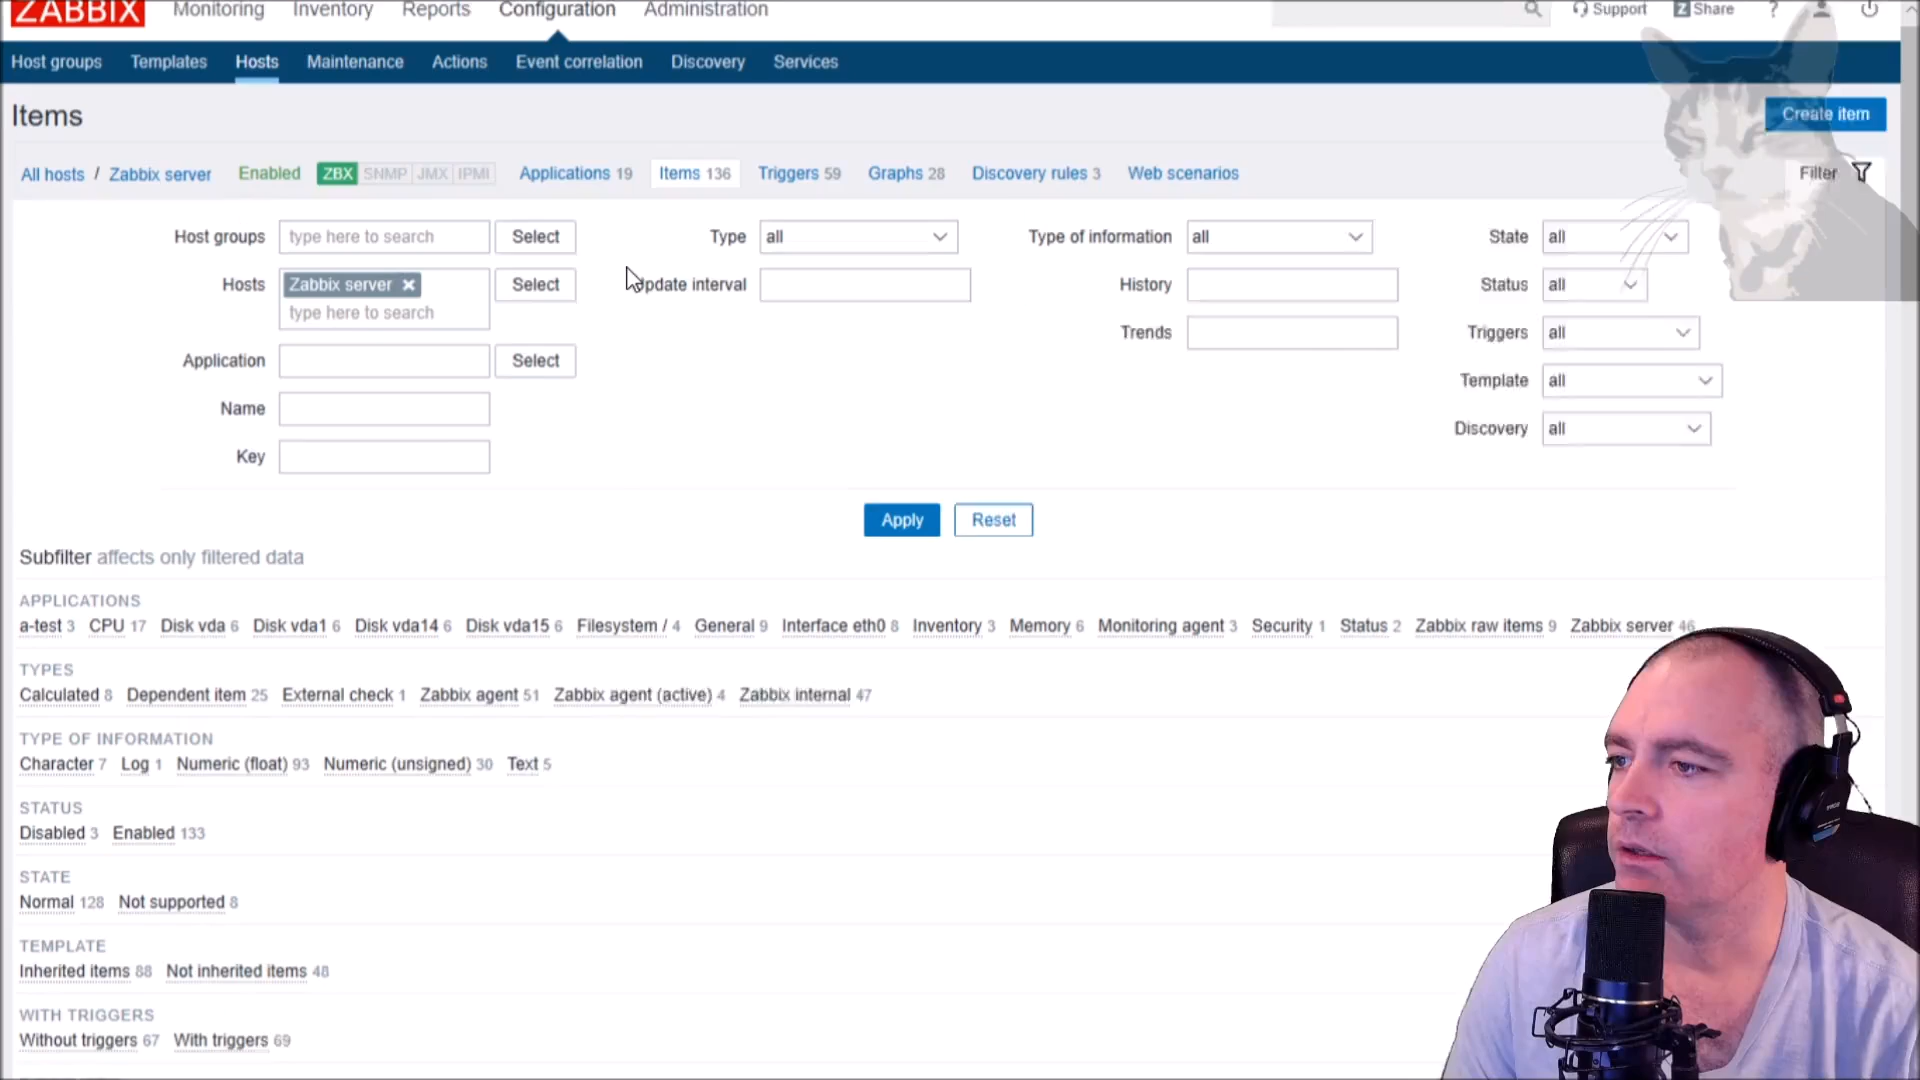 ZABBIX Monitoring Inventory Reports Configuration Administration Support Z Share ?
Host groups Templates Hosts Maintenance Actions Event correlation Discovery Services
Items Create item
All hosts / Zabbix server Enabled ZBX SNMP JMX IPMI Applications 19 Items 136 Triggers 59 Graphs 28 Discovery rules 3 Web scenarios Filter
Host groups type here to search Select Type all Type of information all State all
Hosts Zabbix server Select Update interval History Status all
type here to search
Trends Triggers all
Application Select
Template all
Name
Discovery all
Key
Apply Reset
Subfilter affects only filtered data
APPLICATIONS
a-test 3 CPU 17 Disk vda 6 Disk vda1 6 Disk vda14 6 Disk vda15 6 Filesystem / 4 General 9 Interface eth0 8 Inventory 3 Memory 6 Monitoring agent 3 Security 1 Status 2 Zabbix raw items 9 Zabbix server 46
TYPES
Calculated 8 Dependent item 25 External check 1 Zabbix agent 51 Zabbix agent (active) 4 Zabbix internal 47
TYPE OF INFORMATION
Character 7 Log 1 Numeric (float) 93 Numeric (unsigned) 30 Text 5
STATUS
Disabled 3 Enabled 133
STATE
Normal 128 Not supported 8
TEMPLATE
Inherited items 88 Not inherited items 48
WITH TRIGGERS
Without triggers 67 With triggers 69